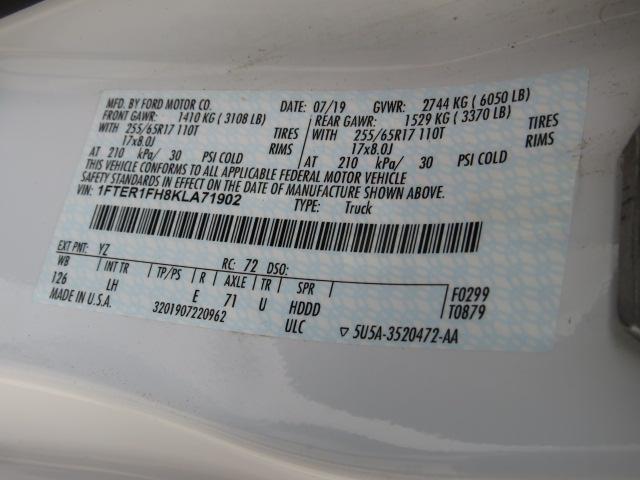 MFD. BY FORD MOTOR CO. DATE: 07/19 GVWR: 2744 KG ( 6050 LB)
FRONT GAWR: 1410 KG ( 3108 LB) REAR GAWR: 1529 KG ( 3370 LB)
WITH 255/65R17 110T TIRES WITH 255/65R17 110T TIRES
17x8.0J RIMS 17x8.0J RIMS
AT 210 kPa/ 30 PSI COLD AT 210 kPa/ 30 PSI COLD
THIS VEHICLE CONFORMS TO ALL APPLICABLE FEDERAL MOTOR VEHICLE
SAFETY STANDARDS IN EFFECT ON THE DATE OF MANUFACTURE SHOWN ABOVE.
VIN: 1FTER1FH8KLA71902 TYPE: Truck
EXT PNT: YZ RC: 72 DSO:
WB INT TR TP/PS R AXLE TR SPR
126 LH E 71 U HDDD F0299
MADE IN U.S.A. 3201907220962 ULC T0879
▽ 5U5A-3520472-AA